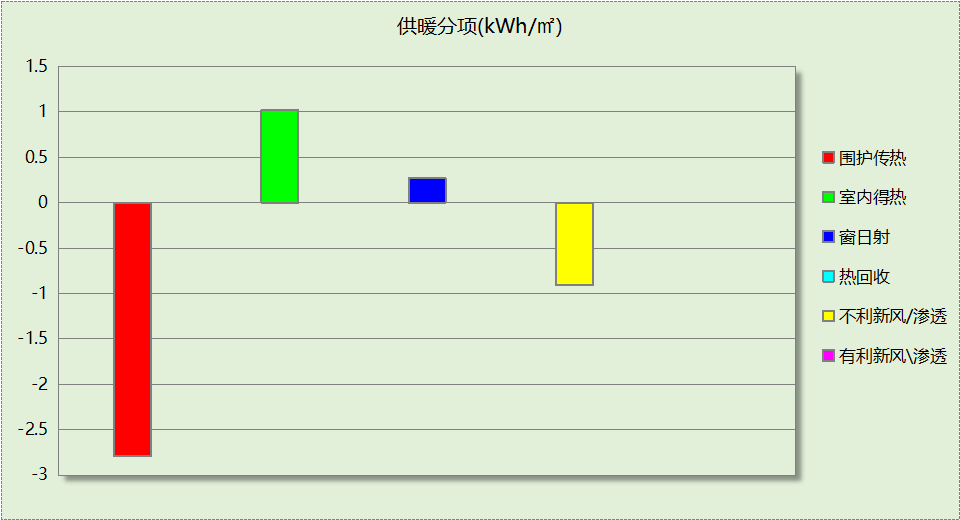 供暖分项(kWh/㎡)
1.5
1
0.5
0
-0.5
-1
-1.5
-2
-2.5
-3
围护传热
室内得热
窗日射
热回收
不利新风/渗透
有利新风\渗透